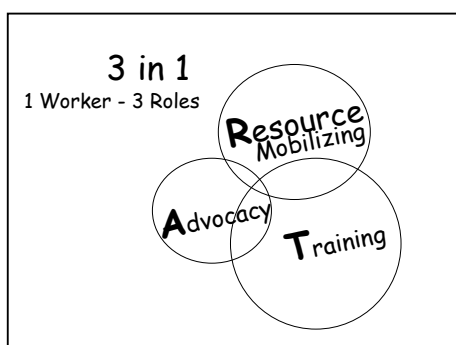 3 in 1
1 Worker - 3 Roles
Resource
Mobilizing
Advocacy
Training